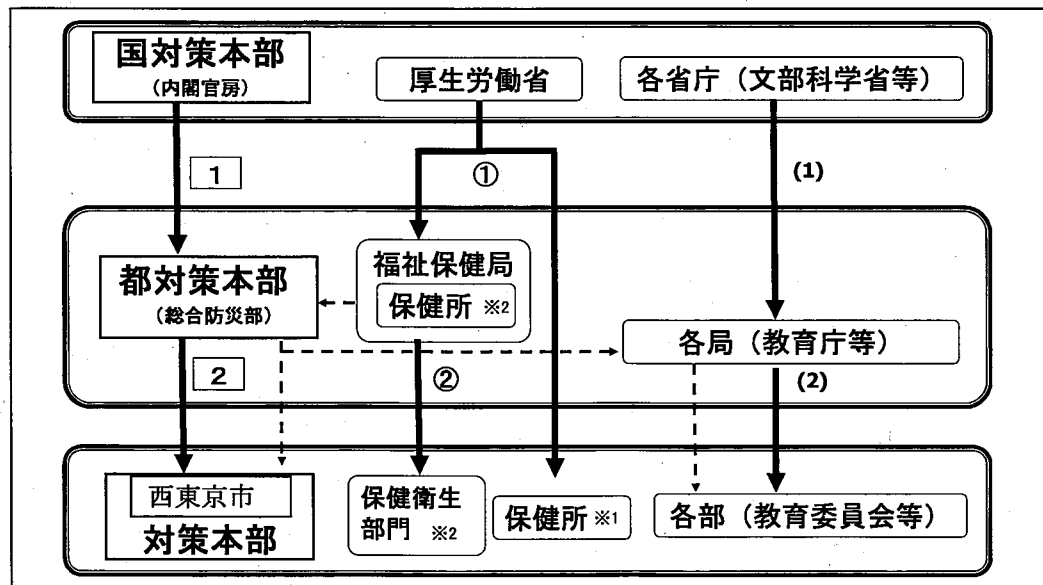 国対策本部
(内閣官房)
厚生労働省
各省庁(文部科学省等)
1
①
(1)
都対策本部
(総合防災部)
福祉保健局
保健所 ※2
各局(教育庁等)
2
②
(2)
西東京市
対策本部
保健衛生
部門 ※2
保健所 ※1
各部(教育委員会等)